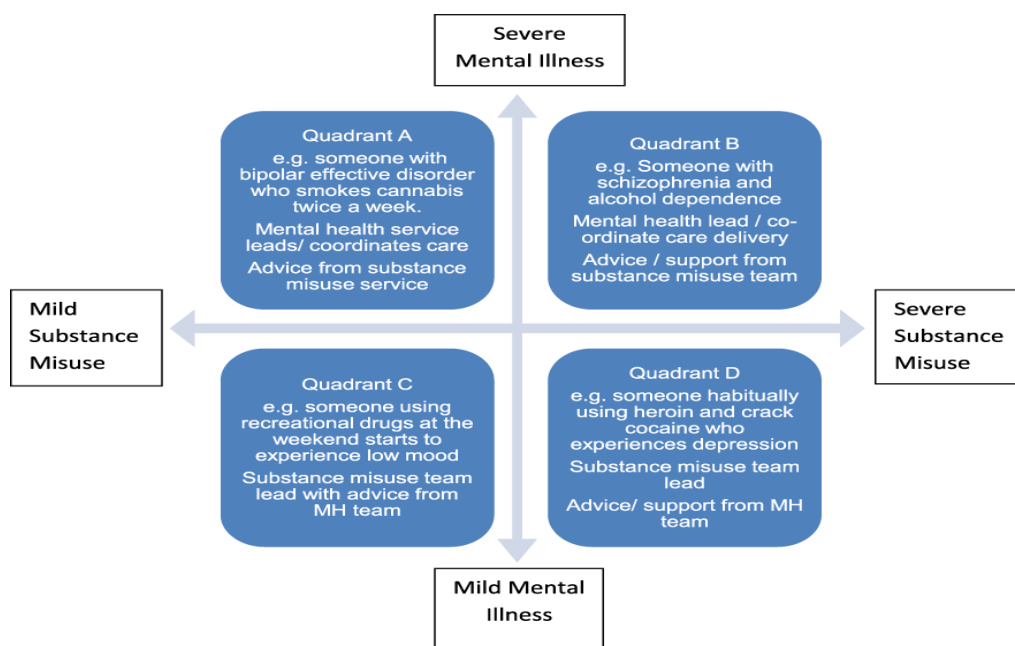 Severe
Mental Illness
Quadrant A
e.g. someone with
bipolar effective disorder
who smokes cannabis
twice a week.
Mental health service
leads/ coordinates care
Advice from substance
misuse service
Quadrant B
e.g. Someone with
schizophrenia and
alcohol dependence
Mental health lead / co-
ordinate care delivery
Advice / support from
substance misuse team
Mild
Substance
Misuse
Severe
Substance
Misuse
Quadrant C
e.g. someone using
recreational drugs at the
weekend starts to
experience low mood
Substance misuse team
lead with advice from
MH team
Quadrant D
e.g. someone habitually
using heroin and crack
cocaine who
experiences depression
Substance misuse team
lead
Advice/ support from MH
team
Mild Mental
Illness